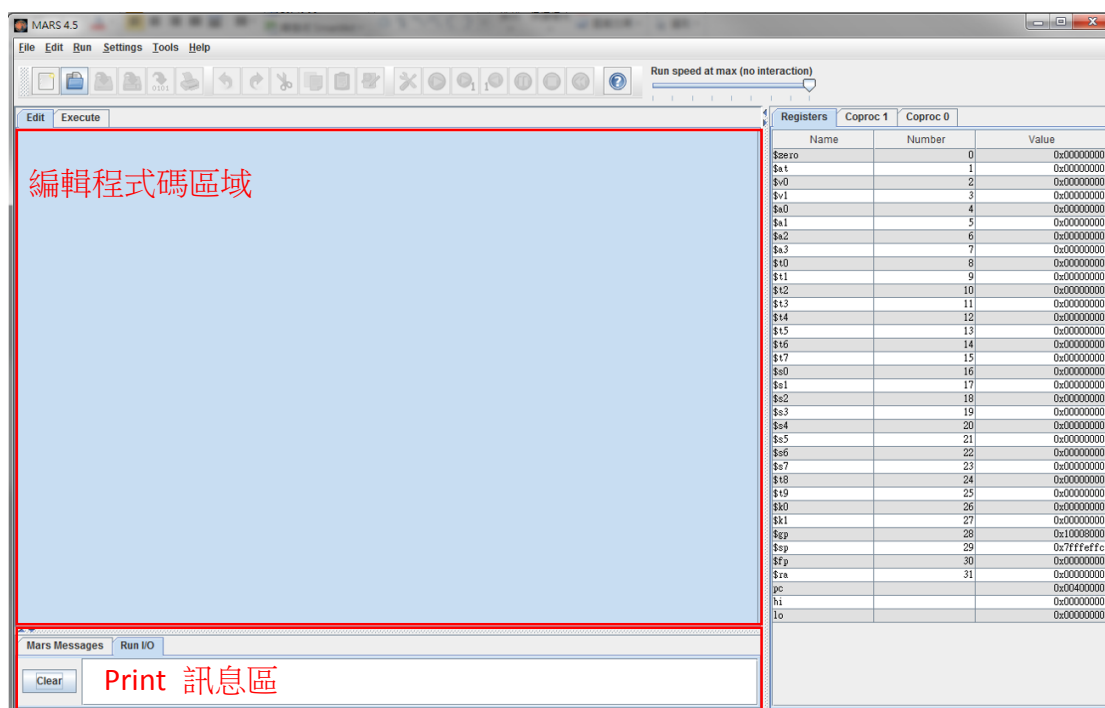 MARS 4.5
File Edit Run Settings Tools Help
Run speed at max (no interaction)
Edit Execute
Registers Coproc 1 Coproc 0
編輯程式碼區域
Name Number Value
$zero 0 0x00000000
$at 1 0x00000000
$v0 2 0x00000000
$v1 3 0x00000000
$a0 4 0x00000000
$a1 5 0x00000000
$a2 6 0x00000000
$a3 7 0x00000000
$t0 8 0x00000000
$t1 9 0x00000000
$t2 10 0x00000000
$t3 11 0x00000000
$t4 12 0x00000000
$t5 13 0x00000000
$t6 14 0x00000000
$t7 15 0x00000000
$s0 16 0x00000000
$s1 17 0x00000000
$s2 18 0x00000000
$s3 19 0x00000000
$s4 20 0x00000000
$s5 21 0x00000000
$s6 22 0x00000000
$s7 23 0x00000000
$t8 24 0x00000000
$t9 25 0x00000000
$k0 26 0x00000000
$k1 27 0x00000000
$gp 28 0x10008000
$sp 29 0x7fffeffc
$fp 30 0x00000000
$ra 31 0x00000000
pc 0x00400000
hi 0x00000000
lo 0x00000000
Mars Messages Run I/O
Clear
Print 訊息區